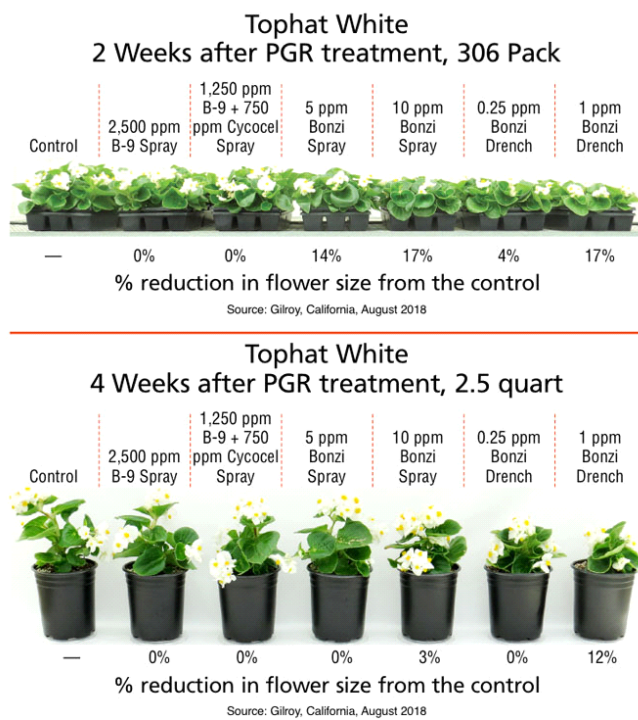 Tophat White
2 Weeks after PGR treatment, 306 Pack
Control
2,500 ppm
B-9 Spray
1,250 ppm
B-9 + 750
ppm Cycocel
Spray
5 ppm
Bonzi
Spray
10 ppm
Bonzi
Spray
0.25 ppm
Bonzi
Drench
1 ppm
Bonzi
Drench
— 0% 0% 14% 17% 4% 17%
% reduction in flower size from the control
Source: Gilroy, California, August 2018
Tophat White
4 Weeks after PGR treatment, 2.5 quart
Control
2,500 ppm
B-9 Spray
1,250 ppm
B-9 + 750
ppm Cycocel
Spray
5 ppm
Bonzi
Spray
10 ppm
Bonzi
Spray
0.25 ppm
Bonzi
Drench
1 ppm
Bonzi
Drench
— 0% 0% 0% 3% 0% 12%
% reduction in flower size from the control
Source: Gilroy, California, August 2018